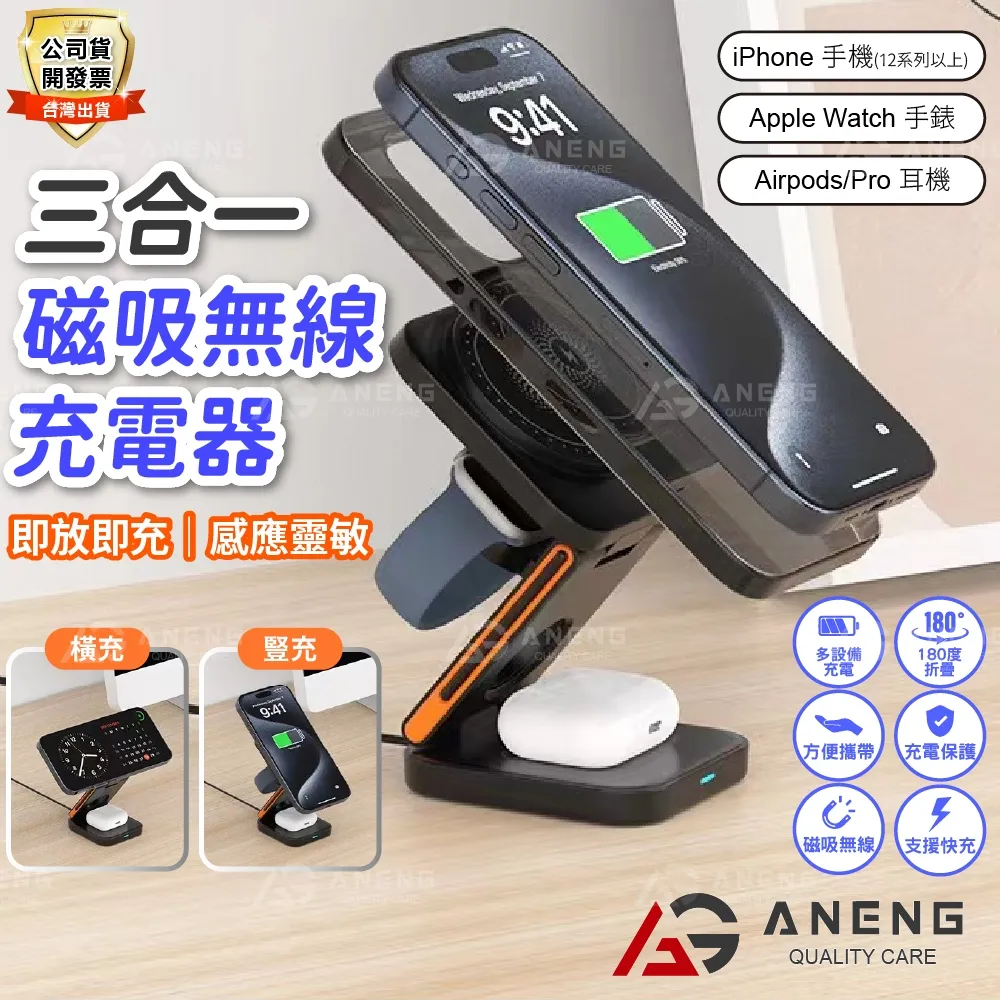 公司貨
開發票
台灣出貨
iPhone 手機(12系列以上)
Apple Watch 手錶
Airpods/Pro 耳機
三合一
磁吸無線
充電器
即放即充｜感應靈敏
Wednesday, September 7
9:41
橫充
豎充
9:41
多設備
充電
180°
180度
折疊
方便攜帶
充電保護
磁吸無線
支援快充
ANENG
QUALITY CARE